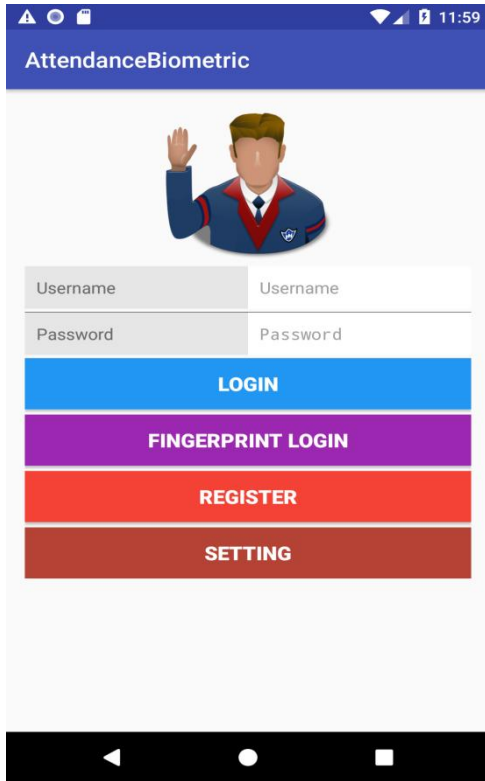 11:59
AttendanceBiometric
Username Username
Password Password
LOGIN
FINGERPRINT LOGIN
REGISTER
SETTING